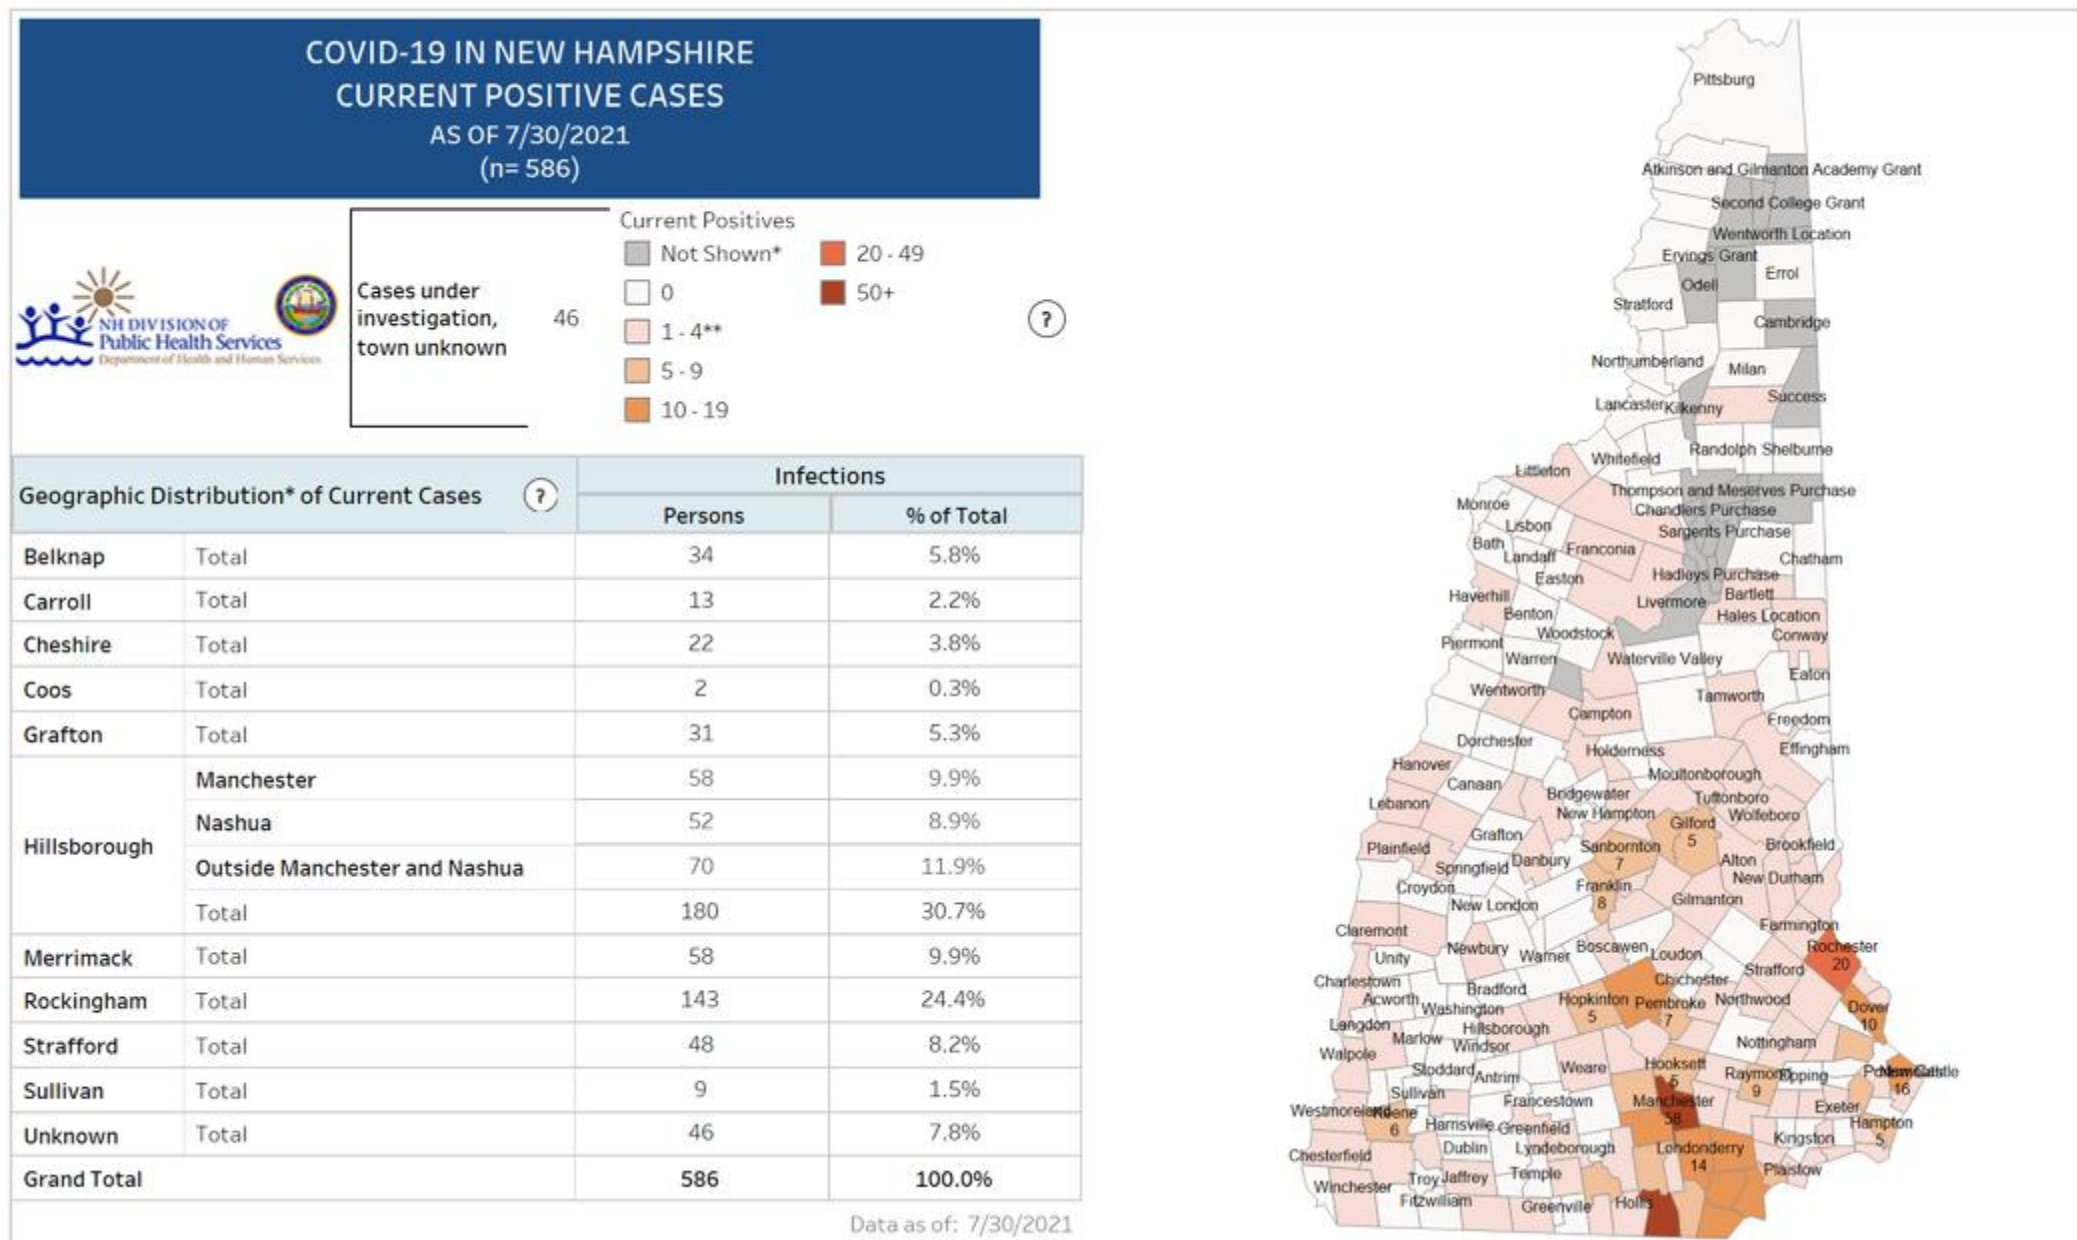 COVID-19 IN NEW HAMPSHIRE
CURRENT POSITIVE CASES
AS OF 7/30/2021
(n= 586)
NH DIVISION OF
Public Health Services
Department of Health and Human Services
Cases under
investigation,
town unknown
46
Current Positives
Not Shown*
0
1 - 4**
5 - 9
10 - 19
20 - 49
50+
?
Geographic Distribution* of Current Cases ? Infections
Persons % of Total
Belknap Total 34 5.8%
Carroll Total 13 2.2%
Cheshire Total 22 3.8%
Coos Total 2 0.3%
Grafton Total 31 5.3%
Hillsborough Manchester 58 9.9%
Nashua 52 8.9%
Outside Manchester and Nashua 70 11.9%
Total 180 30.7%
Merrimack Total 58 9.9%
Rockingham Total 143 24.4%
Strafford Total 48 8.2%
Sullivan Total 9 1.5%
Unknown Total 46 7.8%
Grand Total 586 100.0%
Data as of: 7/30/2021
Pittsburg
Atkinson and Gilmanton Academy Grant
Second College Grant
Wentworth Location
Ervings Grant
Errol
Odell
Stratford
Cambridge
Northumberland
Milan
Success
Lancaster
Kilkenny
Randolph
Shelburne
Whitefield
Littleton
Thompson and Meserves Purchase
Monroe
Chandlers Purchase
Lisbon
Sargents Purchase
Bath
Landaff
Franconia
Chatham
Easton
Hadleys Purchase
Haverhill
Bartlett
Livermore
Benton
Hales Location
Woodstock
Conway
Piermont
Warren
Waterville Valley
Eaton
Wentworth
Tamworth
Campton
Freedom
Dorchester
Holderness
Effingham
Hanover
Moultonborough
Canaan
Bridgewater
Tuftonboro
Lebanon
New Hampton
Wolfeboro
Gilford
5
Grafton
Sanbornton
7
Brookfield
Plainfield
Springfield
Danbury
Alton
New Durham
Croydon
Franklin
8
Gilmanton
New London
Claremont
Farmington
Newbury
Warner
Boscawen
Loudon
Rochester
20
Unity
Strafford
Charlestown
Chichester
Bradford
Acworth
Washington
Hopkinton
5
Pembroke
7
Northwood
Dover
10
Langdon
Hillsborough
Marlow
Windsor
Nottingham
Walpole
Stoddard
Antrim
Weare
Hooksett
5
Raymond
9
Epping
16
Sullivan
Francestown
Manchester
58
Exeter
Westmoreland
Keene
6
Harrisville
Greenfield
Hampton
5
Kingston
Dublin
Lyndeborough
Londonderry
14
Chesterfield
Plaistow
Troy
Jaffrey
Temple
Winchester
Fitzwilliam
Greenville
Hollis